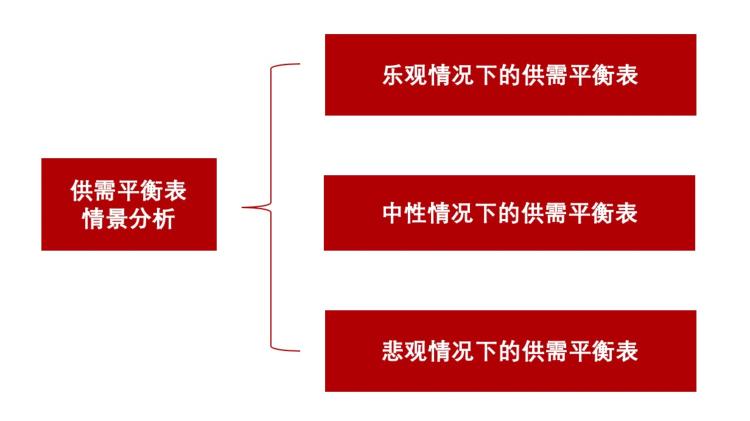 乐观情况下的供需平衡表
供需平衡表
情景分析
中性情况下的供需平衡表
悲观情况下的供需平衡表